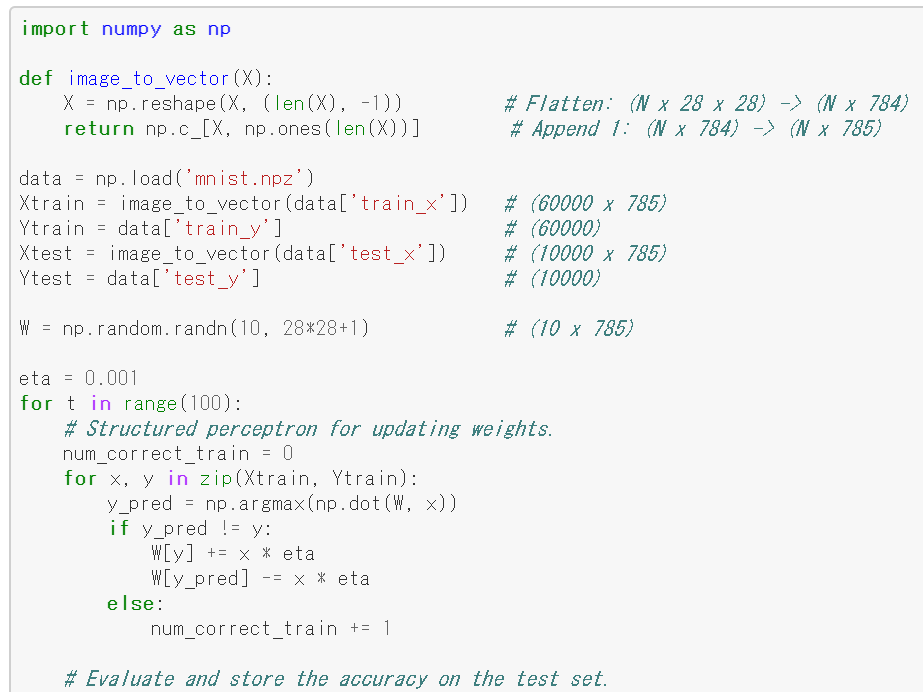 import numpy as np
def image_to_vector(X):
    X = np.reshape(X, (len(X), -1))        # Flatten: (N x 28 x 28) -> (N x 784)
    return np.c_[X, np.ones(len(X))]        # Append 1: (N x 784) -> (N x 785)
data = np.load('mnist.npz')
Xtrain = image_to_vector(data['train_x'])   # (60000 x 785)
Ytrain = data['train_y']                    # (60000)
Xtest = image_to_vector(data['test_x'])     # (10000 x 785)
Ytest = data['test_y']                      # (10000)
W = np.random.randn(10, 28*28+1)            # (10 x 785)
eta = 0.001
for t in range(100):
    # Structured perceptron for updating weights.
    num_correct_train = 0
    for x, y in zip(Xtrain, Ytrain):
        y_pred = np.argmax(np.dot(W, x))
        if y_pred != y:
            W[y] += x * eta
            W[y_pred] -= x * eta
        else:
            num_correct_train += 1
    # Evaluate and store the accuracy on the test set.